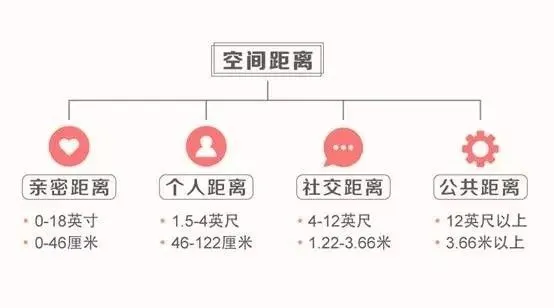 空间距离
亲密距离
0-18英寸
0-46厘米
个人距离
1.5-4英尺
46-122厘米
社交距离
4-12英尺
1.22-3.66米
公共距离
12英尺以上
3.66米以上